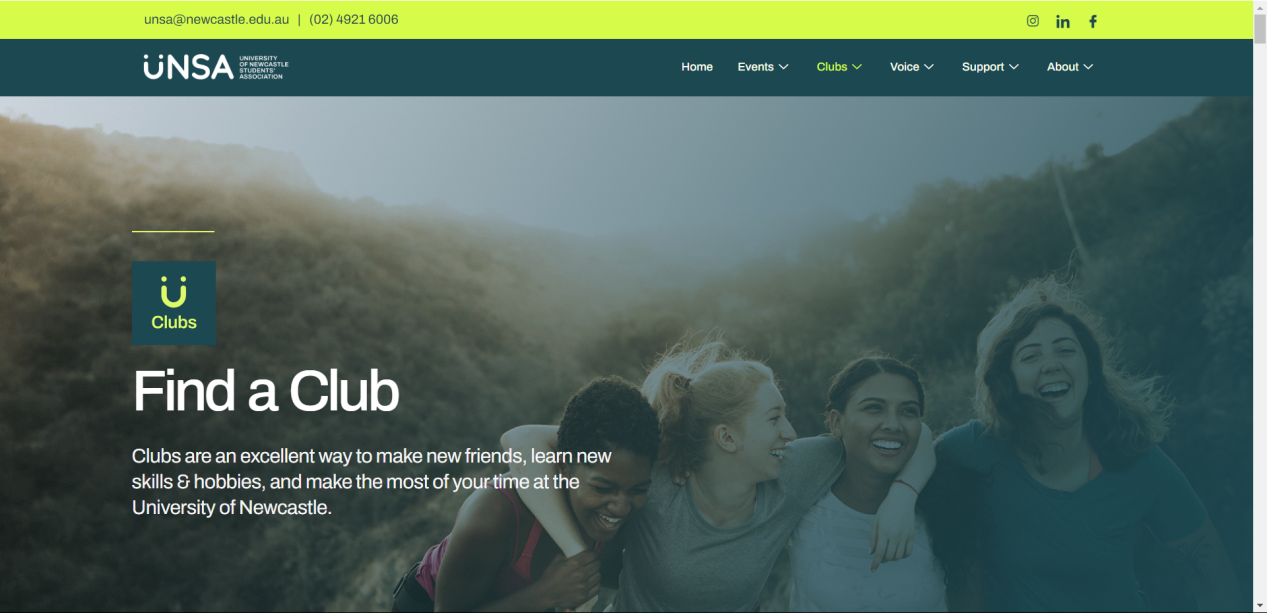 unsa@newcastle.edu.au | (02) 4921 6006
ÜNSA UNIVERSITY
OF NEWCASTLE
STUDENTS'
ASSOCIATION
Home Events Clubs Voice Support About
Ü
Clubs
Find a Club
Clubs are an excellent way to make new friends, learn new
skills & hobbies, and make the most of your time at the
University of Newcastle.